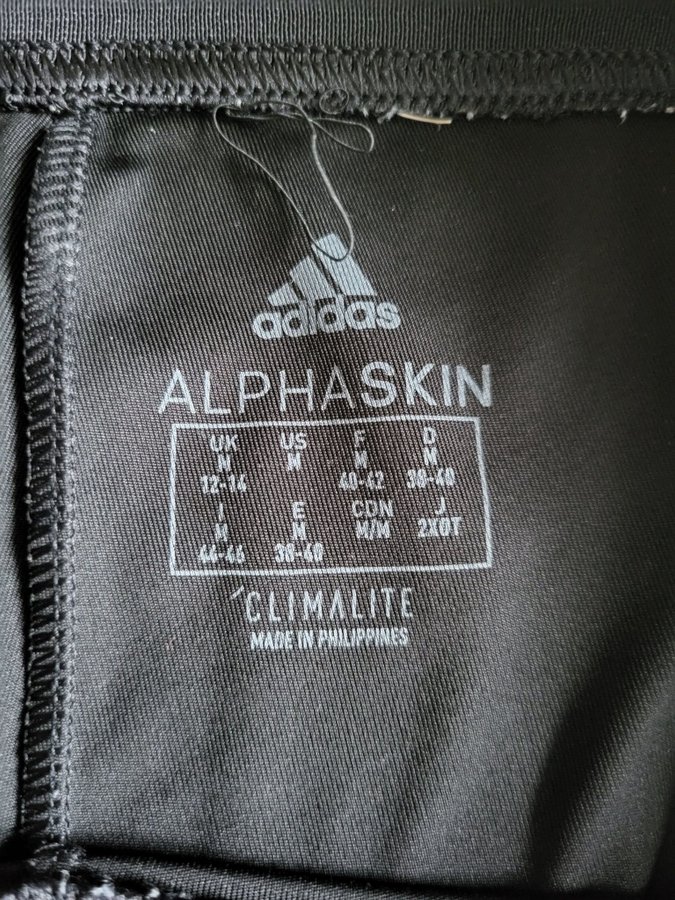 adidas
ALPHASKIN
UK US F D
M M M M
12-14 40-42 38-40
I E CDN J
M M M/M 2XOT
44-46 38-40
CLIMALITE
MADE IN PHILIPPINES